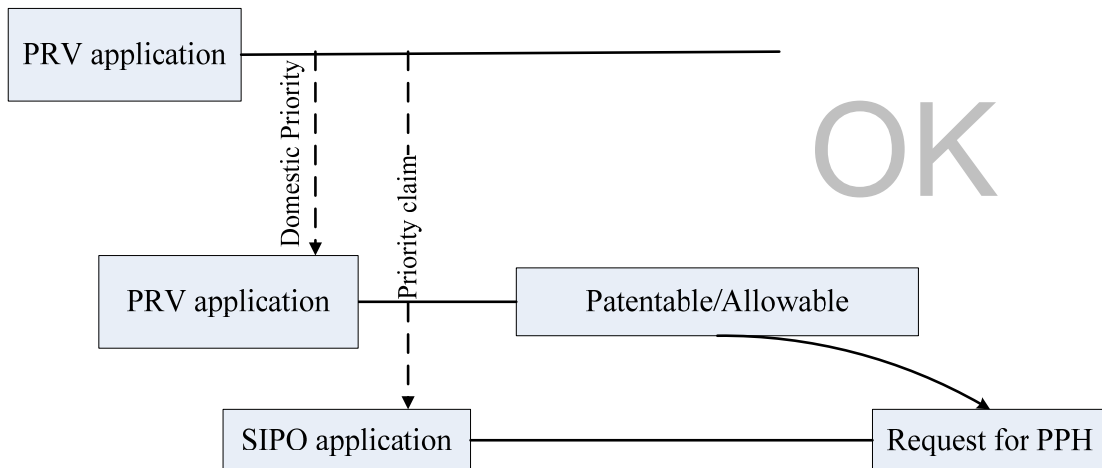 PRV application
Domestic Priority
Priority claim
OK
PRV application
Patentable/Allowable
SIPO application
Request for PPH